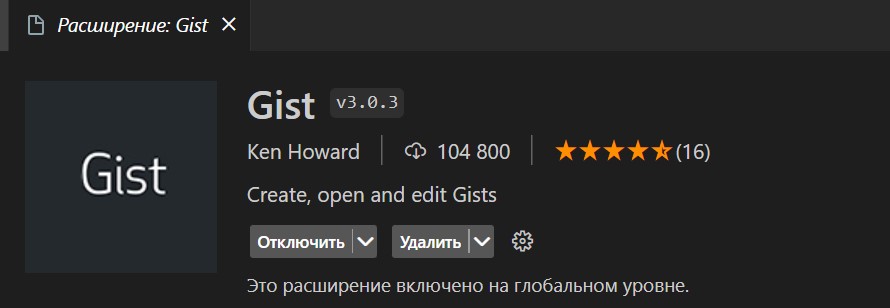 Расширение: Gist
Gist
Gist v3.0.3
Ken Howard 104 800 (16)
Create, open and edit Gists
Отключить Удалить
Это расширение включено на глобальном уровне.